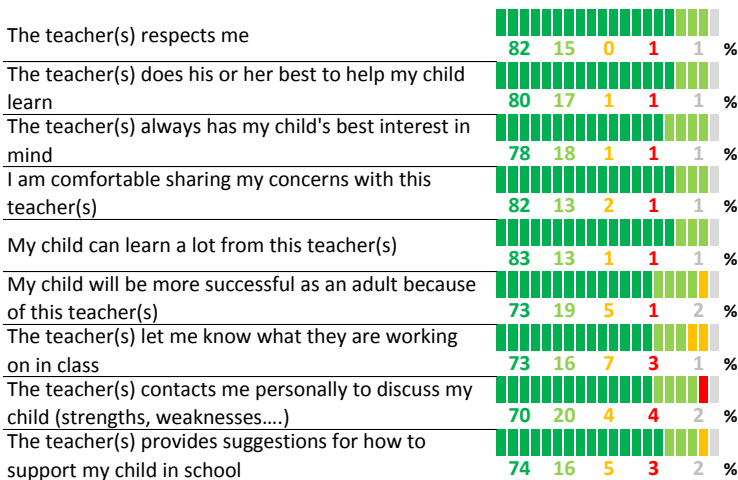 The teacher(s) respects me
82 15 0 1 1 %
The teacher(s) does his or her best to help my child
learn
80 17 1 1 1 %
The teacher(s) always has my child's best interest in
mind
78 18 1 1 1 %
I am comfortable sharing my concerns with this
teacher(s)
82 13 2 1 1 %
My child can learn a lot from this teacher(s)
83 13 1 1 1 %
My child will be more successful as an adult because
of this teacher(s)
73 19 5 1 2 %
The teacher(s) let me know what they are working
on in class
73 16 7 3 1 %
The teacher(s) contacts me personally to discuss my
child (strengths, weaknesses....)
70 20 4 4 2 %
The teacher(s) provides suggestions for how to
support my child in school
74 16 5 3 2 %